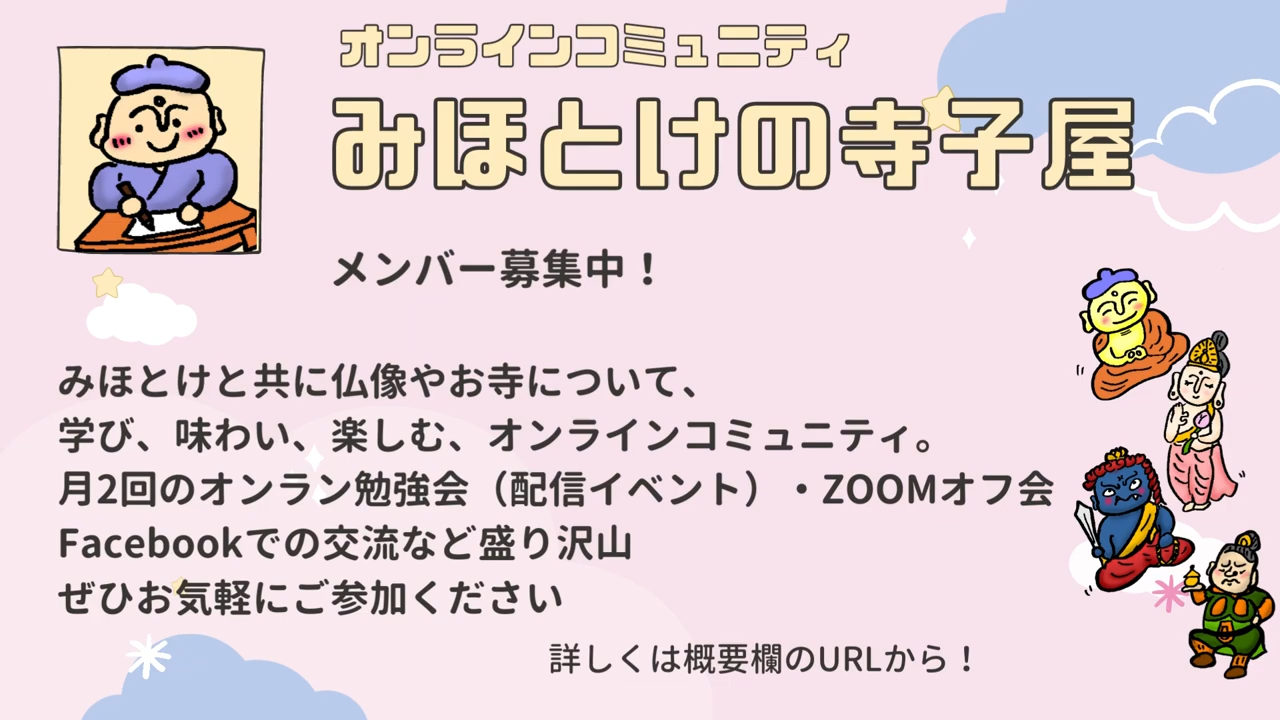 オンラインコミュニティ
みほとけの寺子屋
メンバー募集中！
みほとけと共に仏像やお寺について、
学び、味わい、楽しむ、オンラインコミュニティ。
月2回のオンラン勉強会（配信イベント）・ZOOMオフ会
Facebookでの交流など盛り沢山
ぜひお気軽にご参加ください
詳しくは概要欄のURLから！